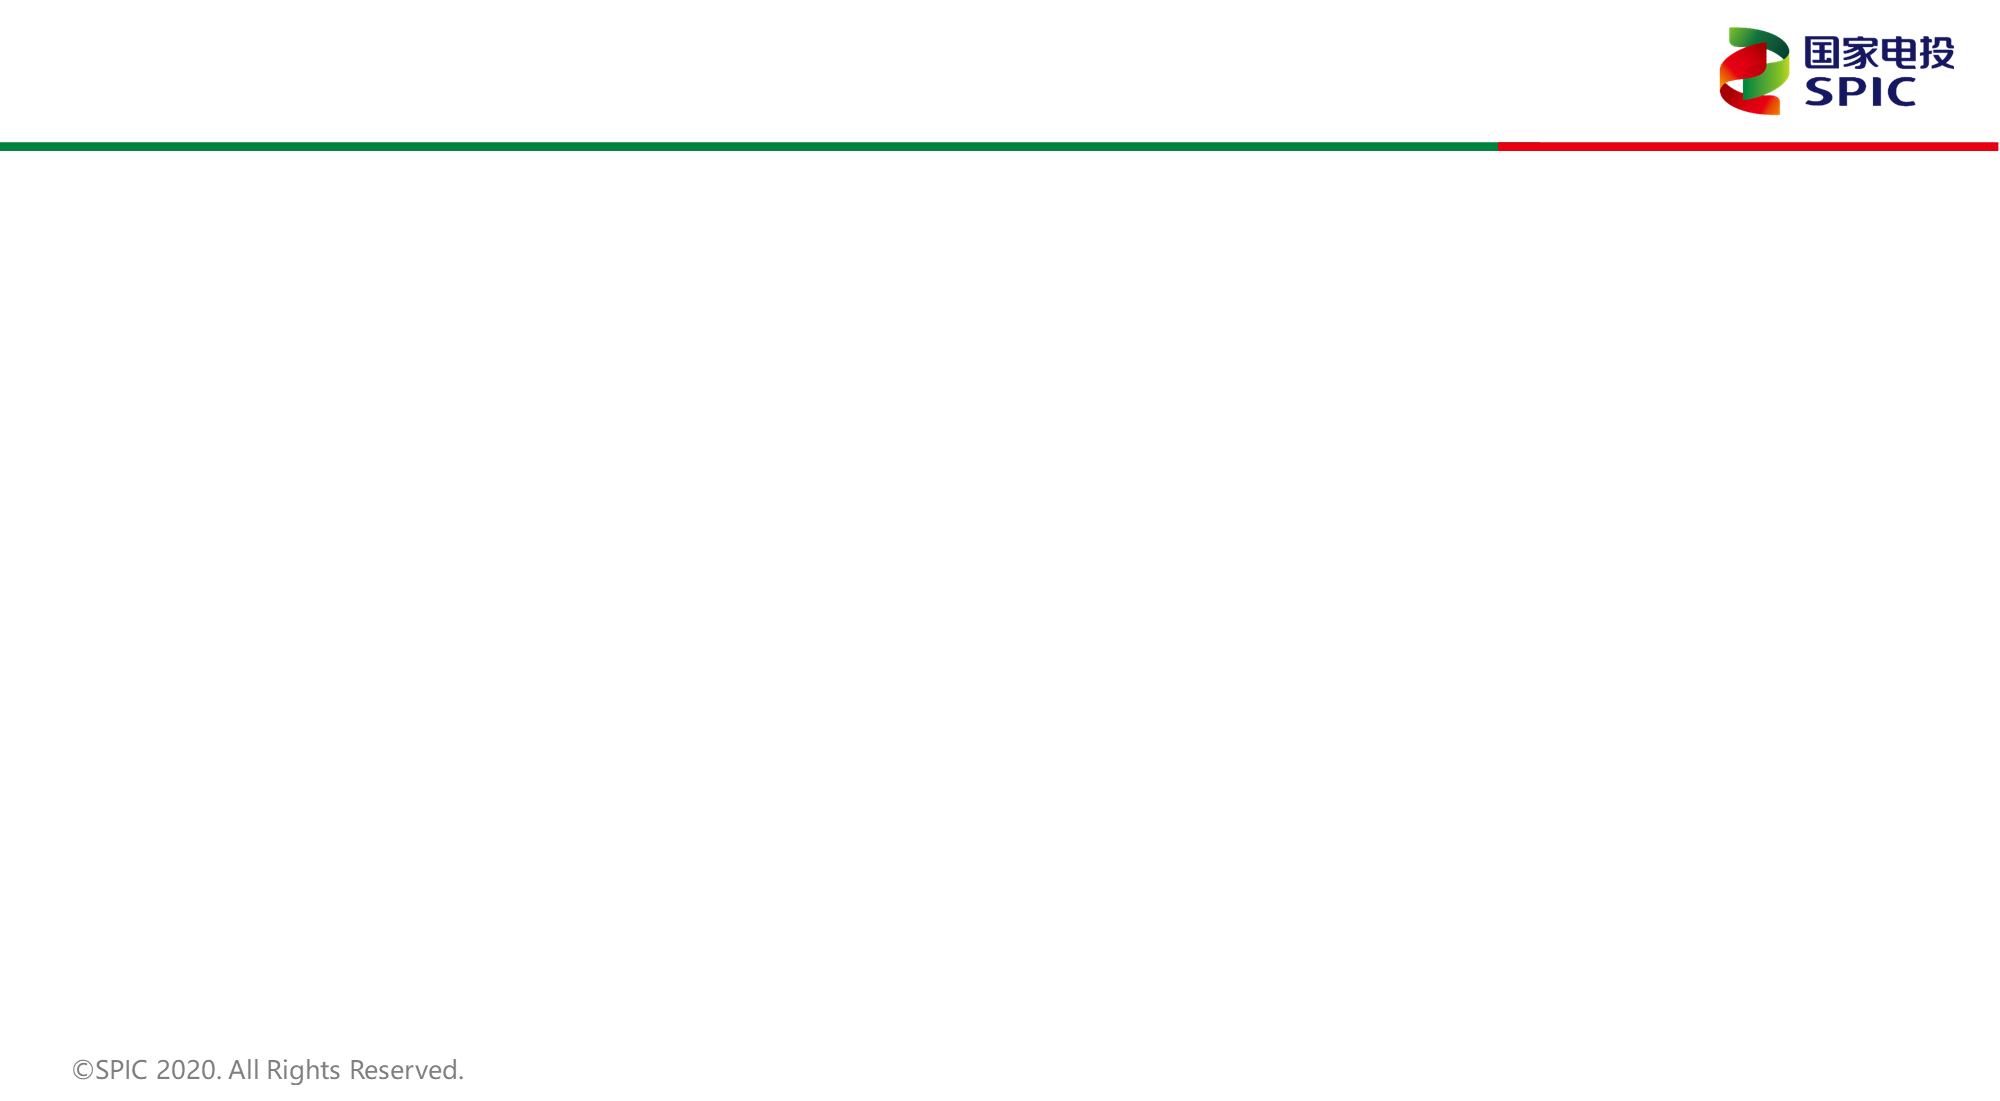 国家电投
SPIC
©SPIC 2020. All Rights Reserved.